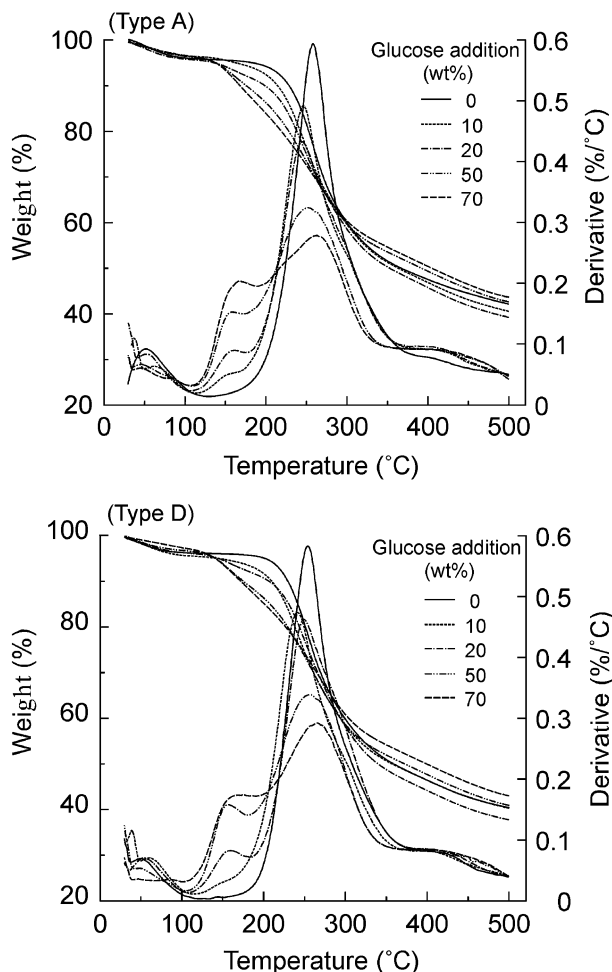 (Type A)
Glucose addition
(wt%)
0
10
20
50
70
100
80
60
40
20
Weight (%)
0.6
0.5
0.4
0.3
0.2
0.1
0
Derivative (%/˚C)
0 100 200 300 400 500
Temperature (˚C)
(Type D)
Glucose addition
(wt%)
0
10
20
50
70
100
80
60
40
20
Weight (%)
0.6
0.5
0.4
0.3
0.2
0.1
0
Derivative (%/˚C)
0 100 200 300 400 500
Temperature (˚C)